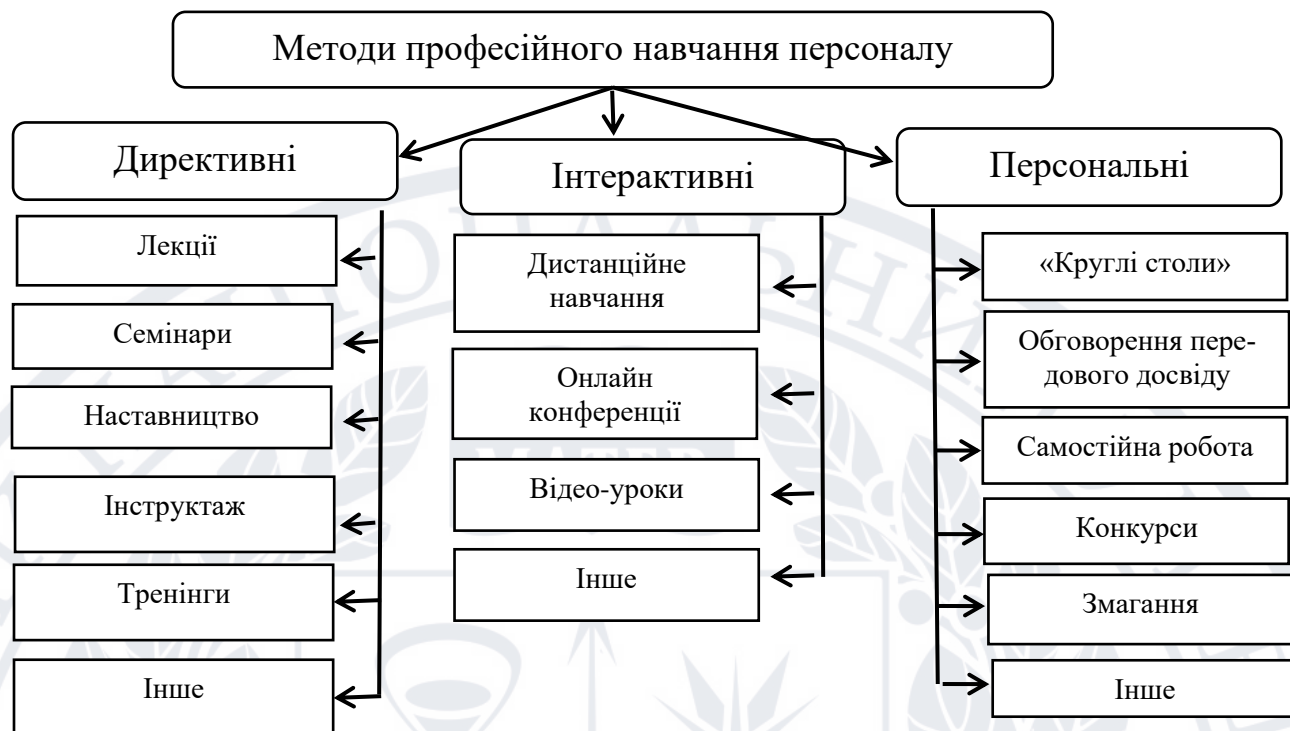 Методи професійного навчання персоналу
Директивні
Лекції
Семінари
Наставництво
Інструктаж
Тренінги
Інше
Інтерактивні
Дистанційне
навчання
Онлайн
конференції
Відео-уроки
Інше
Персональні
«Круглі столи»
Обговорення пере-
дового досвіду
Самостійна робота
Конкурси
Змагання
Інше